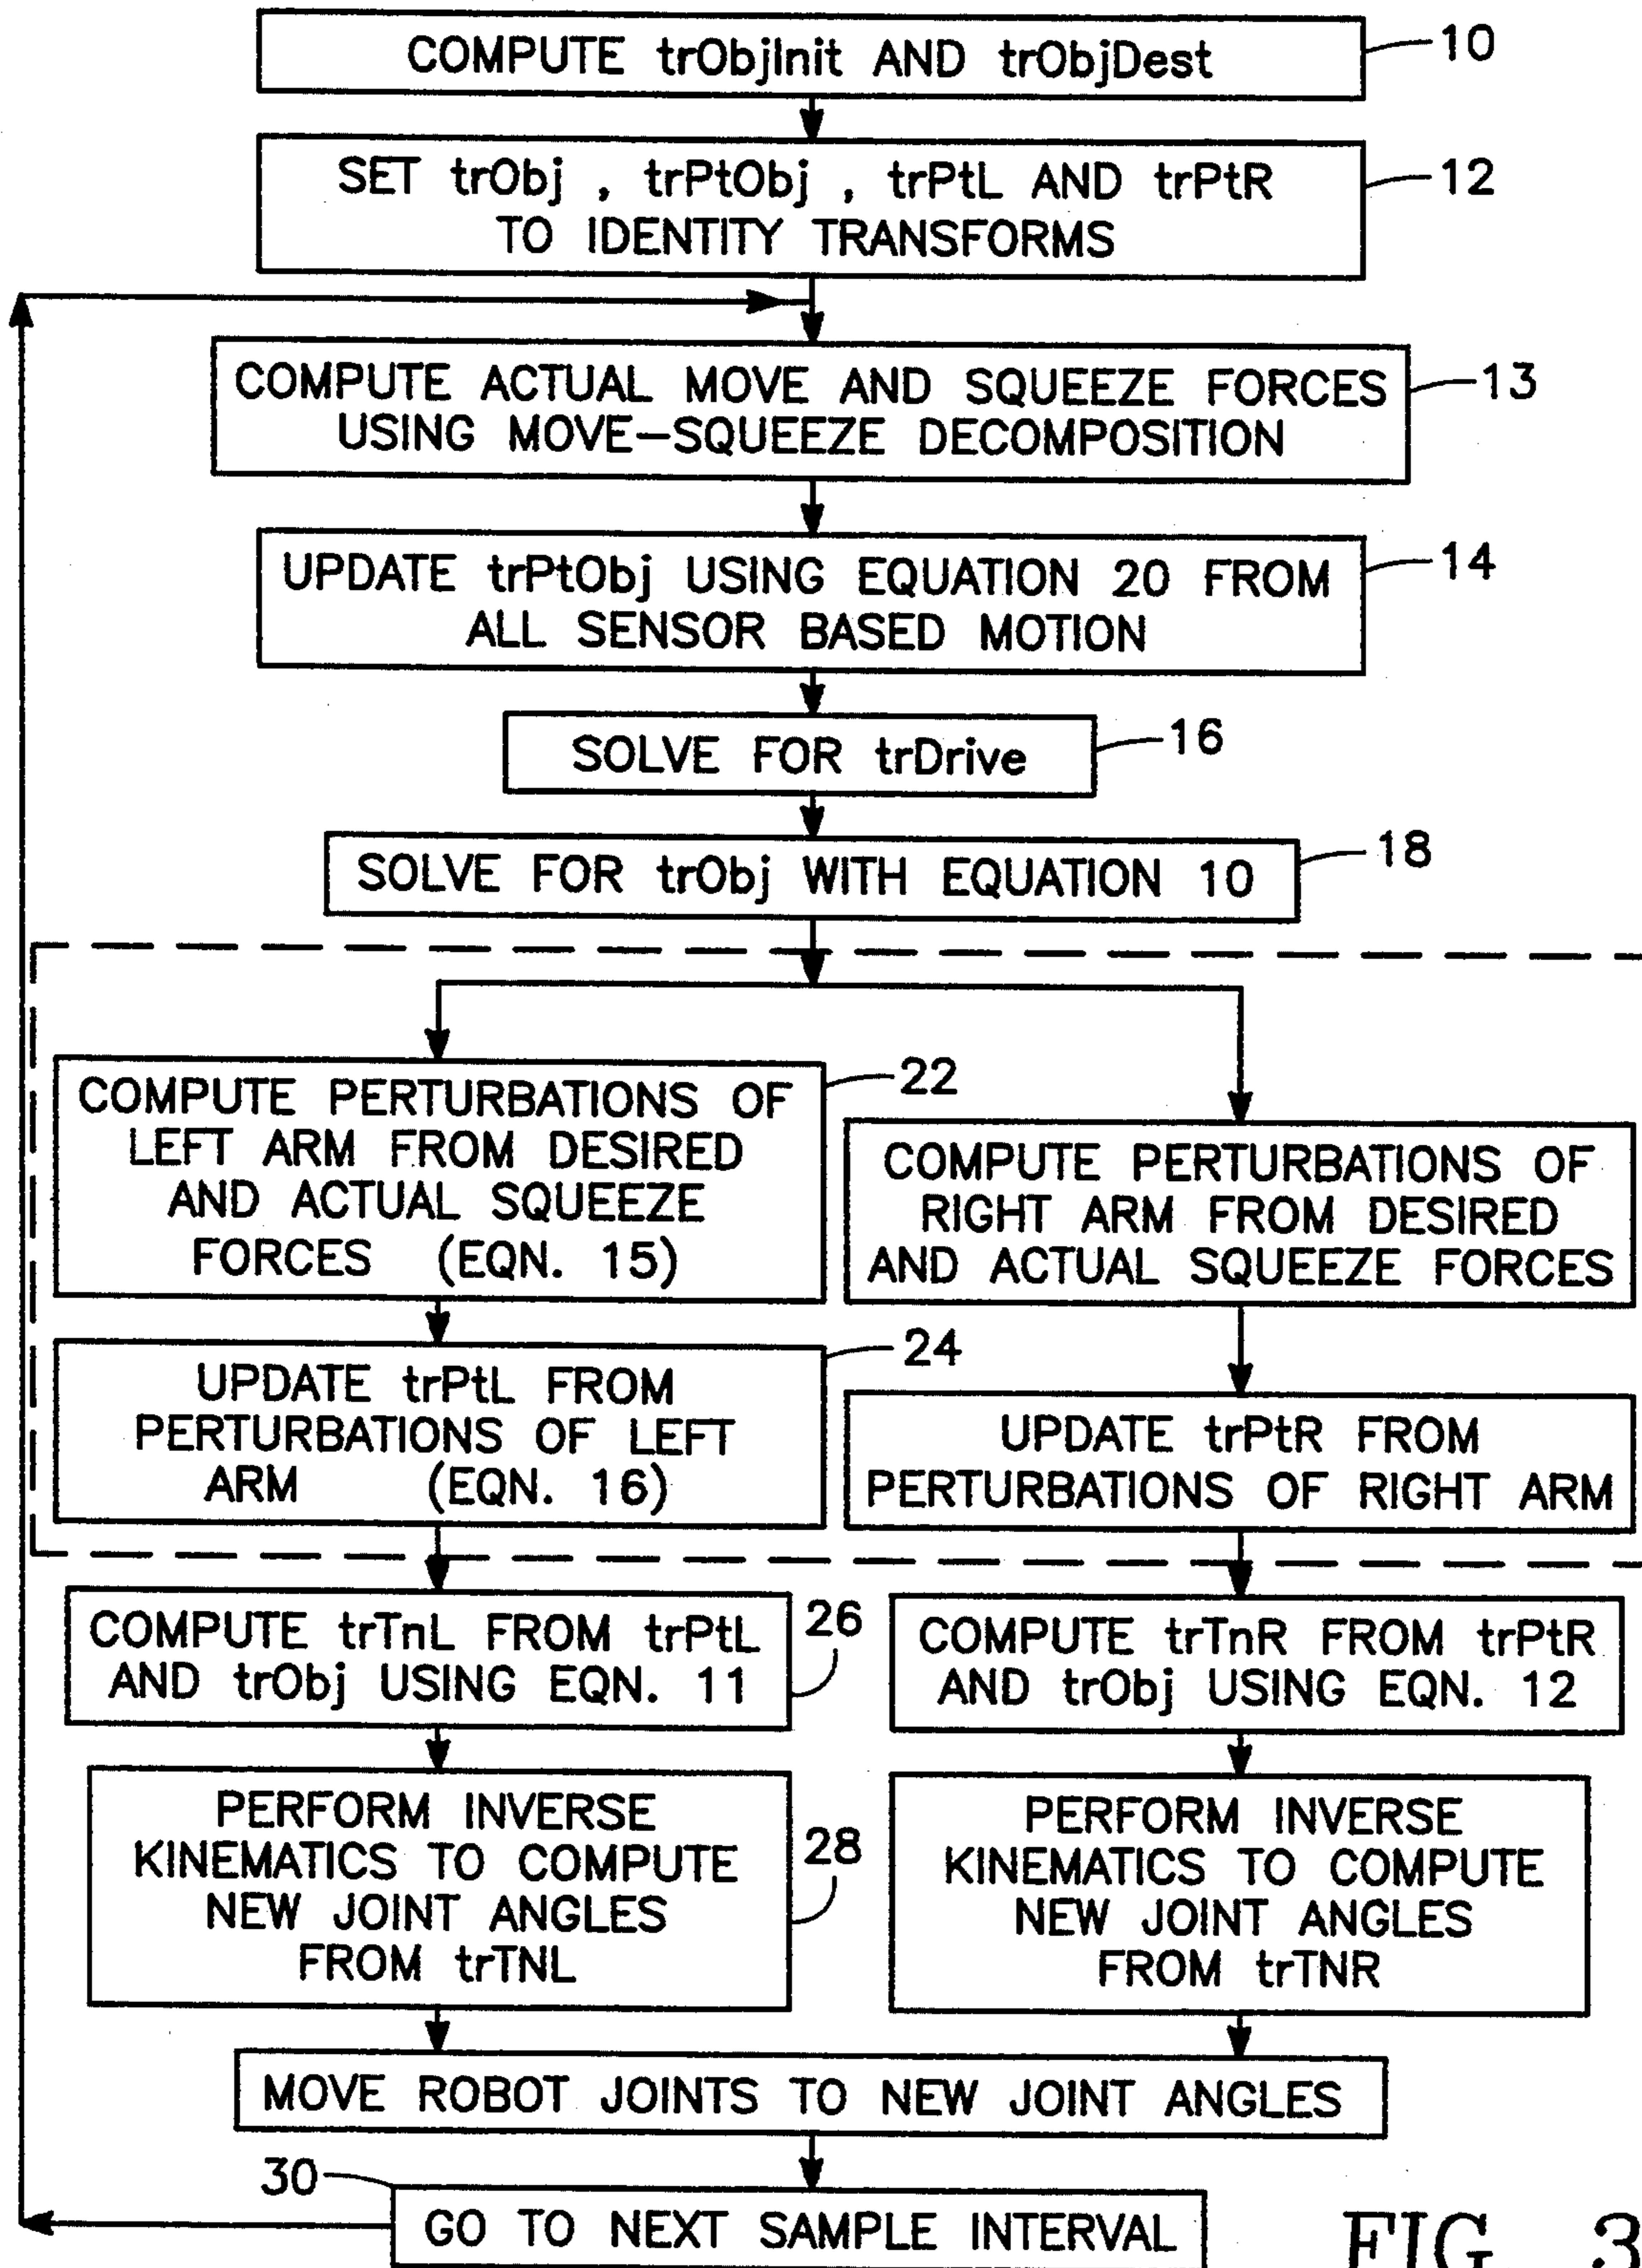 COMPUTE trObjInit AND trObjDest
10
SET trObj , trPtObj , trPtL AND trPtR
TO IDENTITY TRANSFORMS
12
COMPUTE ACTUAL MOVE AND SQUEEZE FORCES
USING MOVE-SQUEEZE DECOMPOSITION
13
UPDATE trPtObj USING EQUATION 20 FROM
ALL SENSOR BASED MOTION
14
SOLVE FOR trDrive
16
SOLVE FOR trObj WITH EQUATION 10
18
COMPUTE PERTURBATIONS OF
LEFT ARM FROM DESIRED
AND ACTUAL SQUEEZE
FORCES (EQN. 15)
22
COMPUTE PERTURBATIONS OF
RIGHT ARM FROM DESIRED
AND ACTUAL SQUEEZE FORCES
UPDATE trPtL FROM
PERTURBATIONS OF LEFT
ARM (EQN. 16)
24
UPDATE trPtR FROM
PERTURBATIONS OF RIGHT ARM
COMPUTE trTnL FROM trPtL
AND trObj USING EQN. 11
26
COMPUTE trTnR FROM trPtR
AND trObj USING EQN. 12
PERFORM INVERSE
KINEMATICS TO COMPUTE
NEW JOINT ANGLES
FROM trTNL
28
PERFORM INVERSE
KINEMATICS TO COMPUTE
NEW JOINT ANGLES
FROM trTNR
MOVE ROBOT JOINTS TO NEW JOINT ANGLES
30
GO TO NEXT SAMPLE INTERVAL
FIG. 3